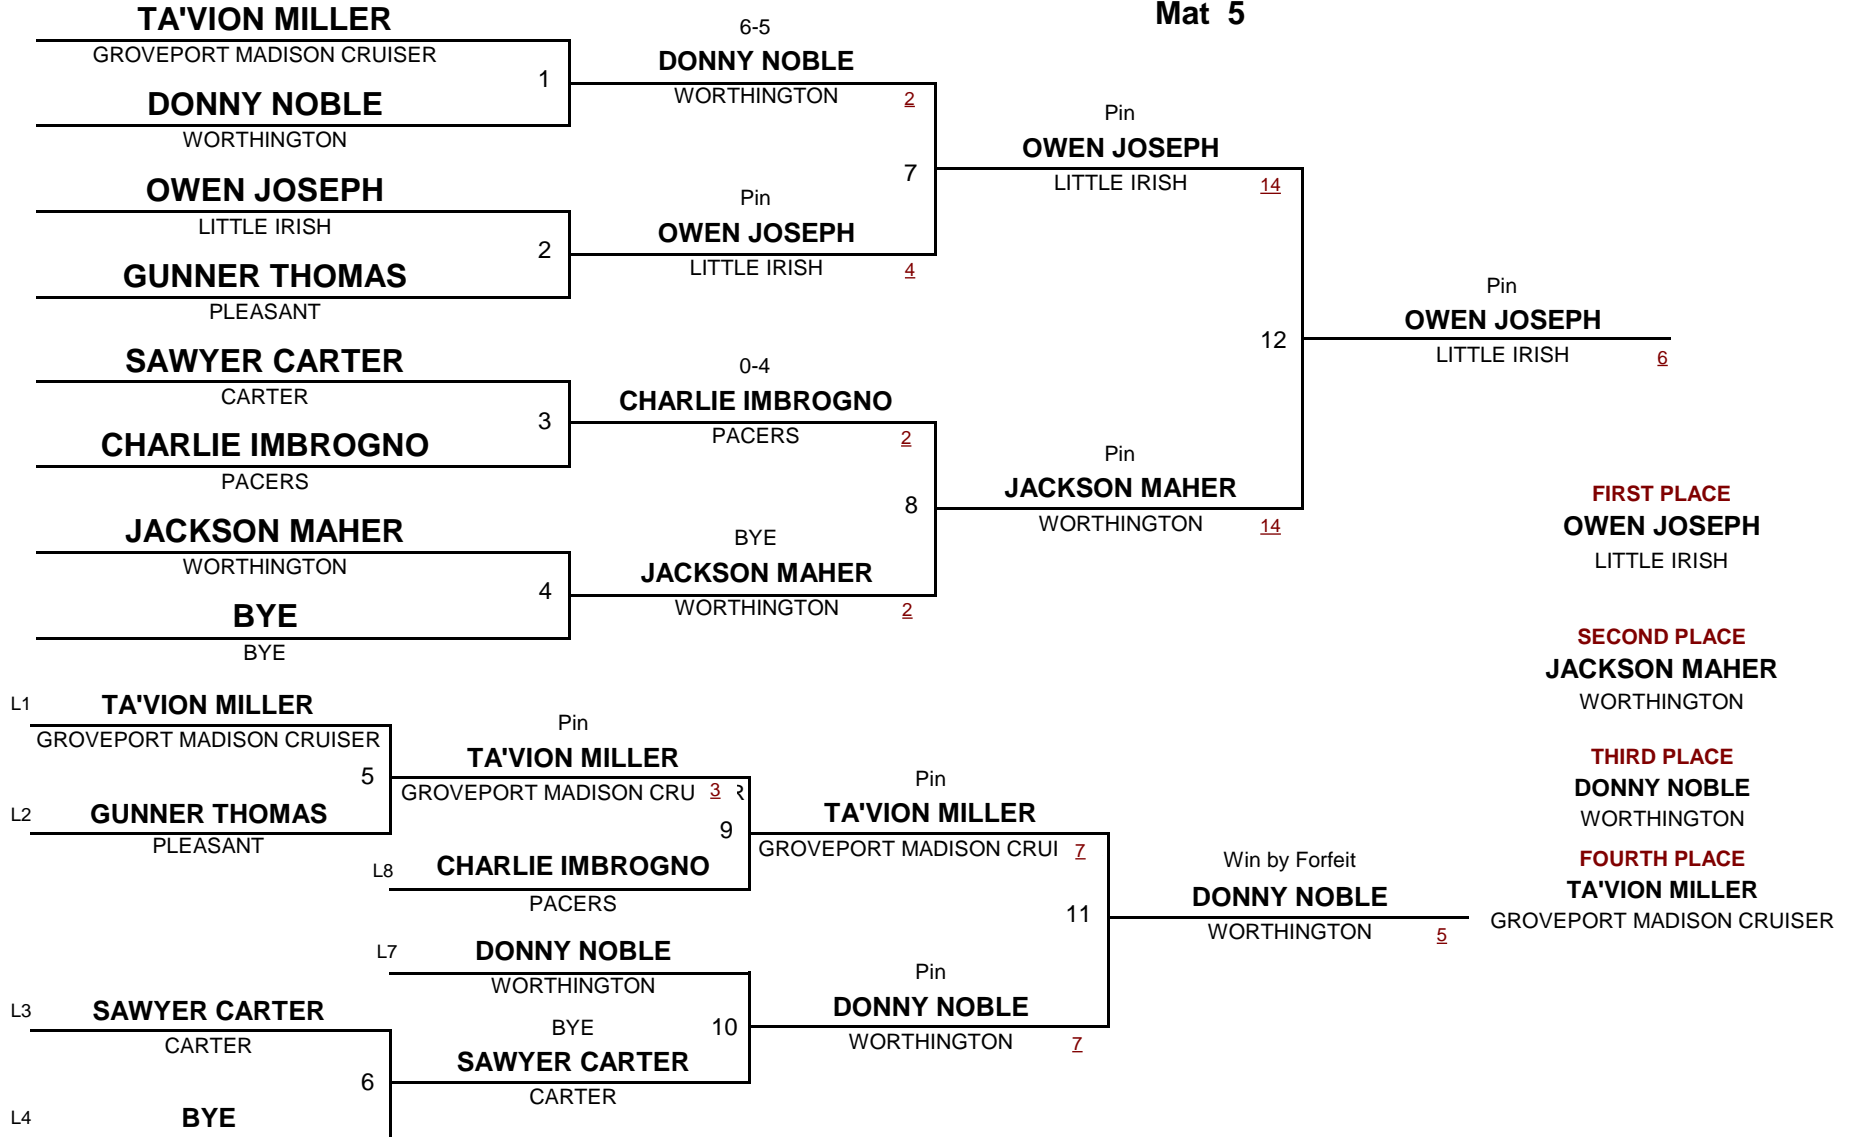 Mat 5
TA'VION MILLER
GROVEPORT MADISON CRUISER
1
DONNY NOBLE
WORTHINGTON
OWEN JOSEPH
LITTLE IRISH
2
GUNNER THOMAS
PLEASANT
SAWYER CARTER
CARTER
3
CHARLIE IMBROGNO
PACERS
JACKSON MAHER
WORTHINGTON
4
BYE
BYE
6-5
DONNY NOBLE
WORTHINGTON 2
7
Pin
OWEN JOSEPH
LITTLE IRISH 4
0-4
CHARLIE IMBROGNO
PACERS 2
8
BYE
JACKSON MAHER
WORTHINGTON 2
Pin
OWEN JOSEPH
LITTLE IRISH 14
12
Pin
JACKSON MAHER
WORTHINGTON 14
Pin
OWEN JOSEPH
LITTLE IRISH 6
FIRST PLACE
OWEN JOSEPH
LITTLE IRISH
SECOND PLACE
JACKSON MAHER
WORTHINGTON
THIRD PLACE
DONNY NOBLE
WORTHINGTON
FOURTH PLACE
TA'VION MILLER
GROVEPORT MADISON CRUISER
L1 TA'VION MILLER
GROVEPORT MADISON CRUISER
5
L2 GUNNER THOMAS
PLEASANT
Pin
TA'VION MILLER
GROVEPORT MADISON CRU 3 R
9
L8 CHARLIE IMBROGNO
PACERS
L7 DONNY NOBLE
WORTHINGTON
L3 SAWYER CARTER
CARTER
6
L4 BYE
BYE 10
SAWYER CARTER
CARTER
Pin
TA'VION MILLER
GROVEPORT MADISON CRUI 7
11
Pin
DONNY NOBLE
WORTHINGTON 7
Win by Forfeit
DONNY NOBLE
WORTHINGTON 5